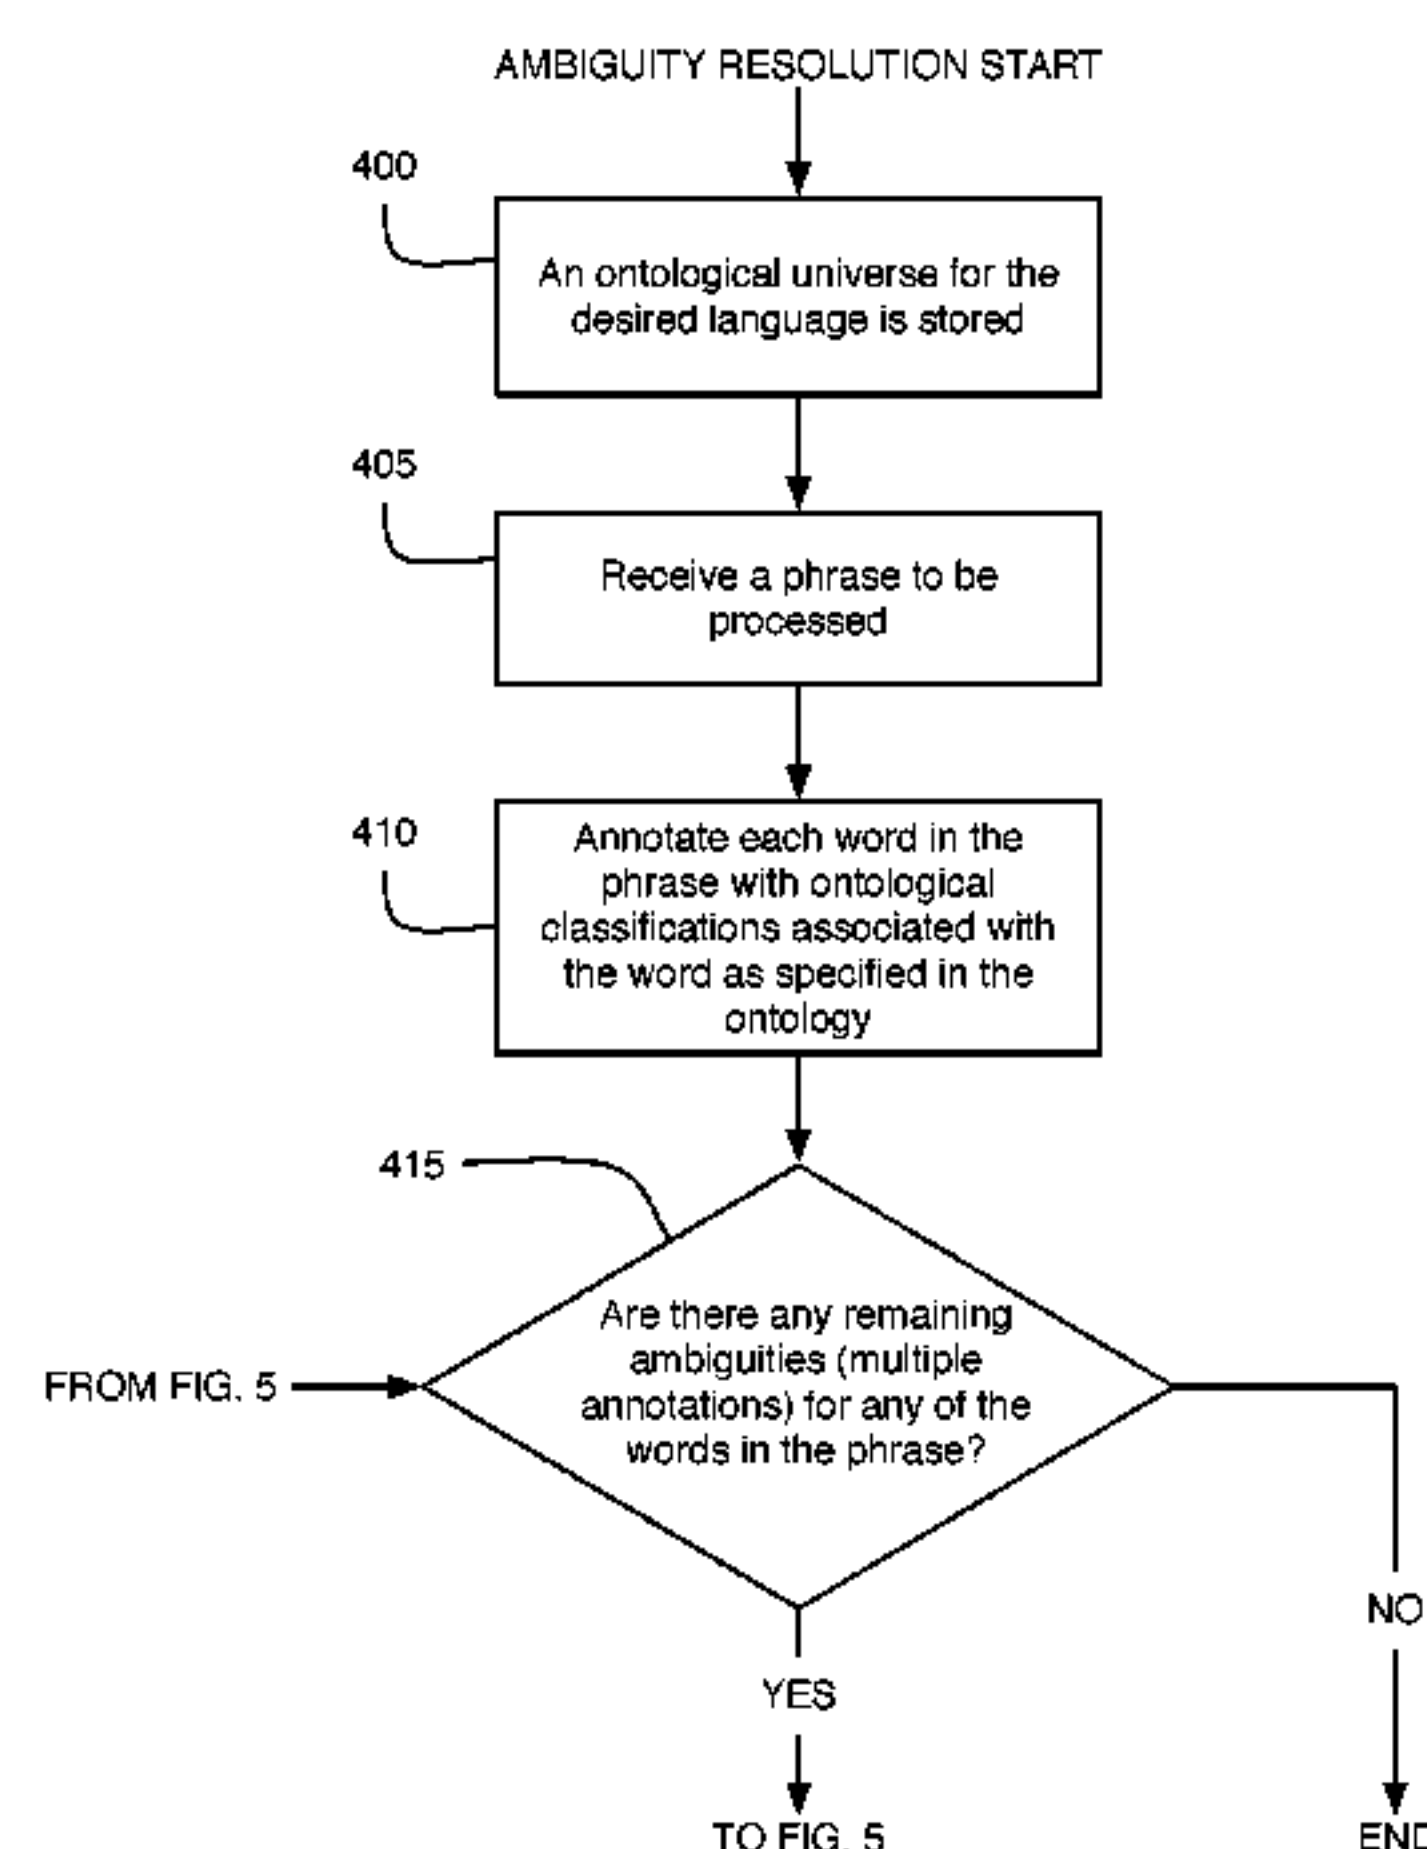 AMBIGUITY RESOLUTION START
400
An ontological universe for the
desired language is stored
405
Receive a phrase to be
processed
410
Annotate each word in the
phrase with ontological
classifications associated with
the word as specified in the
ontology
415
Are there any remaining
ambiguities (multiple
annotations) for any of the
words in the phrase?
FROM FIG. 5
NO
YES
TO FIG. 5
END